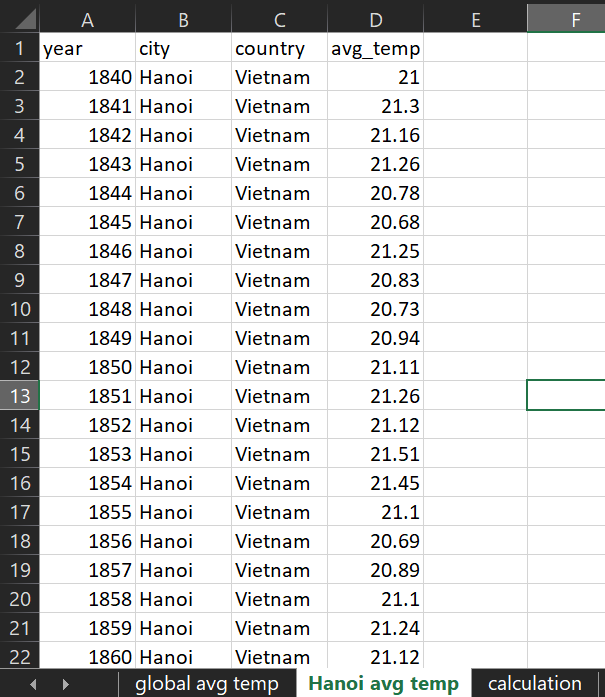 A B C D E F
1 year city country avg_temp
2 1840 Hanoi Vietnam 21
3 1841 Hanoi Vietnam 21.3
4 1842 Hanoi Vietnam 21.16
5 1843 Hanoi Vietnam 21.26
6 1844 Hanoi Vietnam 20.78
7 1845 Hanoi Vietnam 20.68
8 1846 Hanoi Vietnam 21.25
9 1847 Hanoi Vietnam 20.83
10 1848 Hanoi Vietnam 20.73
11 1849 Hanoi Vietnam 20.94
12 1850 Hanoi Vietnam 21.11
13 1851 Hanoi Vietnam 21.26
14 1852 Hanoi Vietnam 21.12
15 1853 Hanoi Vietnam 21.51
16 1854 Hanoi Vietnam 21.45
17 1855 Hanoi Vietnam 21.1
18 1856 Hanoi Vietnam 20.69
19 1857 Hanoi Vietnam 20.89
20 1858 Hanoi Vietnam 21.1
21 1859 Hanoi Vietnam 21.24
22 1860 Hanoi Vietnam 21.12
global avg temp Hanoi avg temp calculation